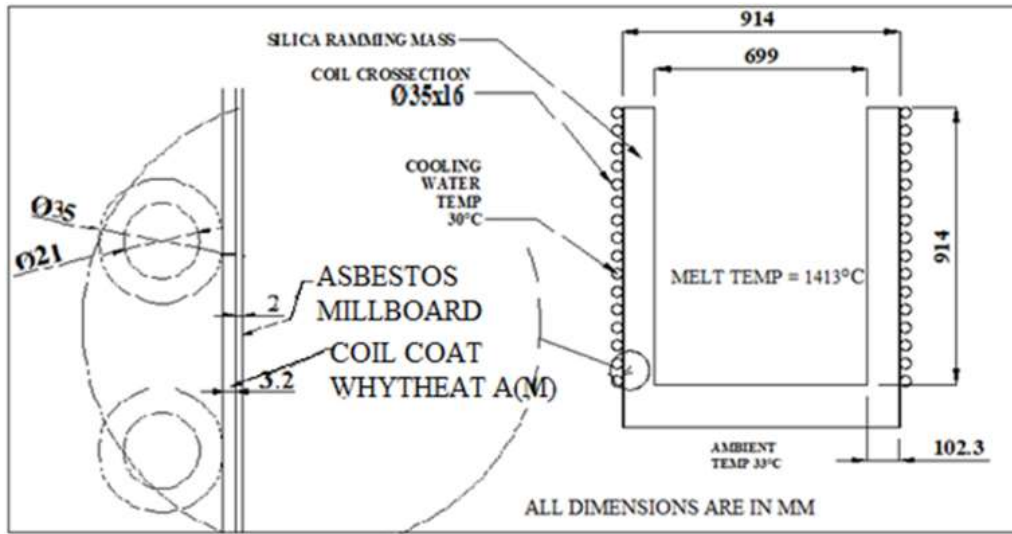 914
SILICA RAMMING MASS
699
COIL CROSSECTION
Ø35x16
COOLING
WATER
TEMP
30°C
Ø35
Ø21
914
MELT TEMP = 1413°C
ASBESTOS
MILLBOARD
2
COIL COAT
WHYTHEAT A(M)
3.2
AMBIENT
TEMP 33°C
102.3
ALL DIMENSIONS ARE IN MM